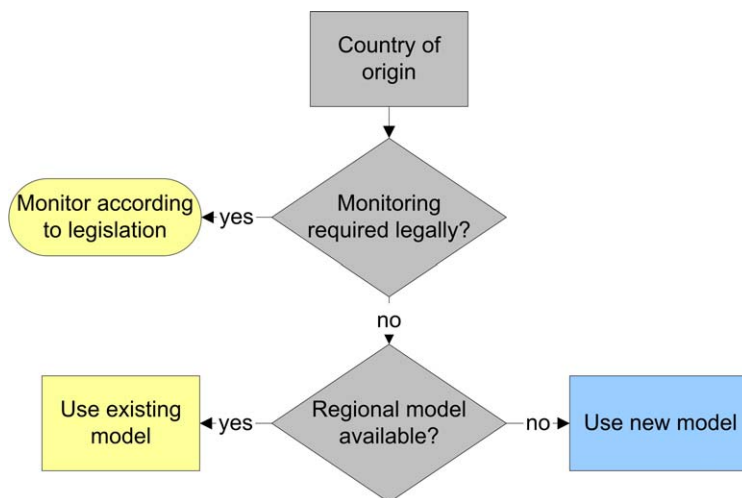 Country of
origin
Monitor according
to legislation
yes
Monitoring
required legally?
no
Use existing
model
yes
Regional model
available?
no
Use new model